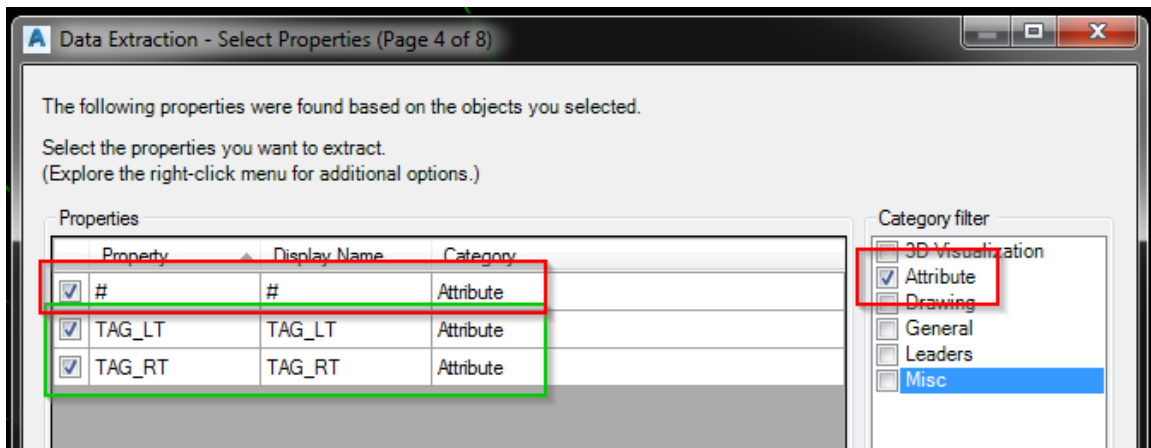 A Data Extraction - Select Properties (Page 4 of 8)
The following properties were found based on the objects you selected.
Select the properties you want to extract.
(Explore the right-click menu for additional options.)
Properties
Property Display Name Category
# # Attribute
TAG_LT TAG_LT Attribute
TAG_RT TAG_RT Attribute
Category filter
3D Visualization
Attribute
Drawing
General
Leaders
Misc